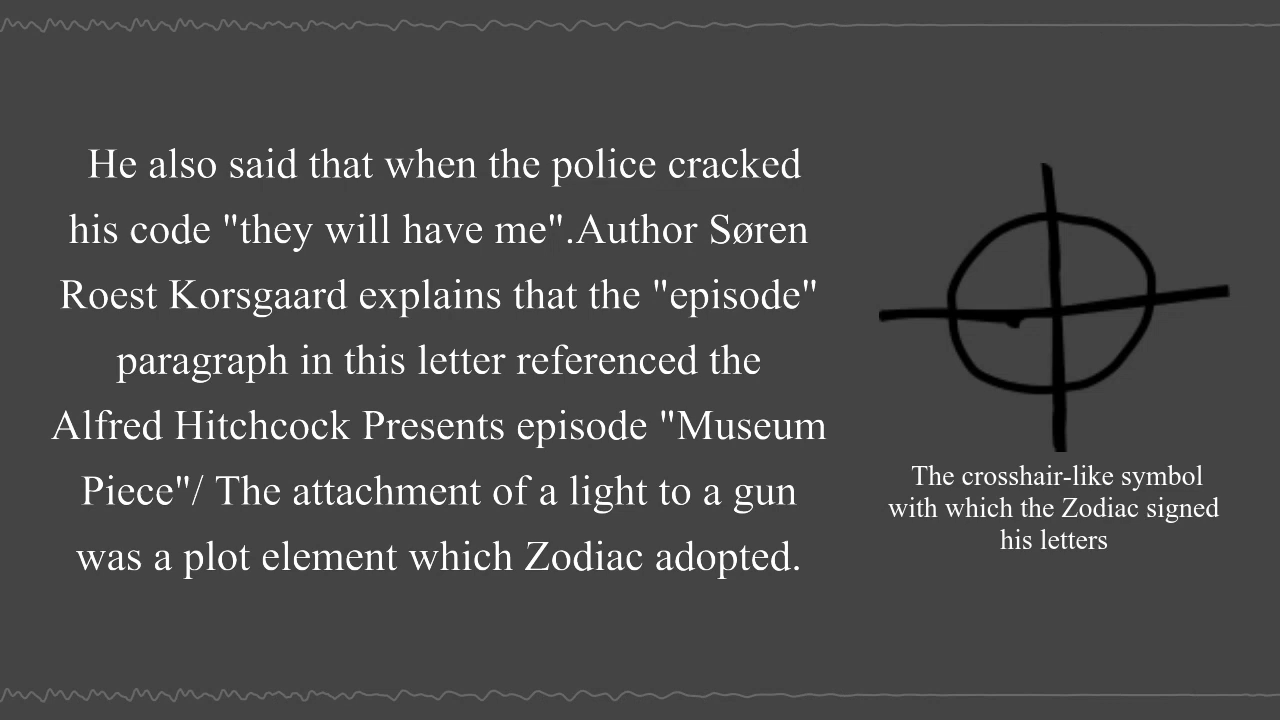 He also said that when the police cracked
his code "they will have me".Author Søren
Roest Korsgaard explains that the "episode"
paragraph in this letter referenced the
Alfred Hitchcock Presents episode "Museum
Piece"/ The attachment of a light to a gun
was a plot element which Zodiac adopted.
The crosshair-like symbol
with which the Zodiac signed
his letters